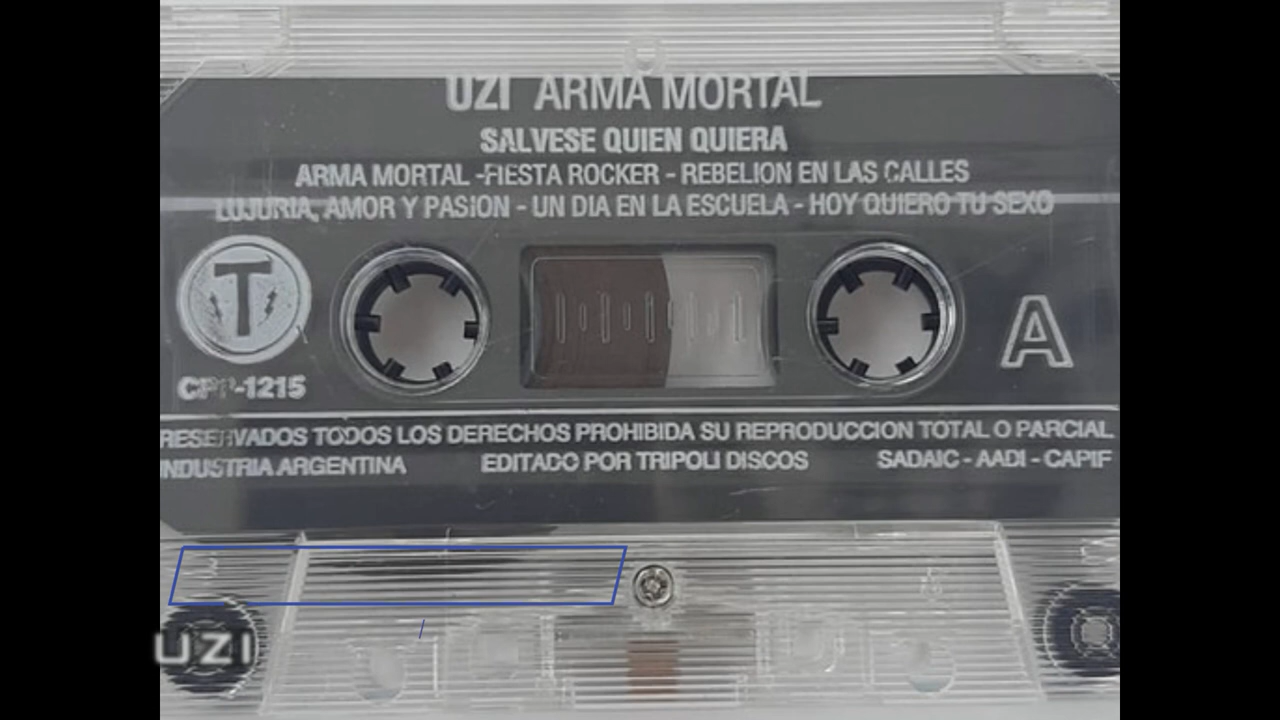 UZI ARMA MORTAL
SALVESE QUIEN QUIERA
ARMA MORTAL -FIESTA ROCKER - REBELION EN LAS CALLES
LUJURIA, AMOR Y PASION - UN DIA EN LA ESCUELA - HOY QUIERO TU SEXO
T
A
CPP-1215
RESERVADOS TODOS LOS DERECHOS PROHIBIDA SU REPRODUCCION TOTAL O PARCIAL
INDUSTRIA ARGENTINA EDITADO POR TRIPOLI DISCOS SADAIC - AADI - CAPIF
UZI